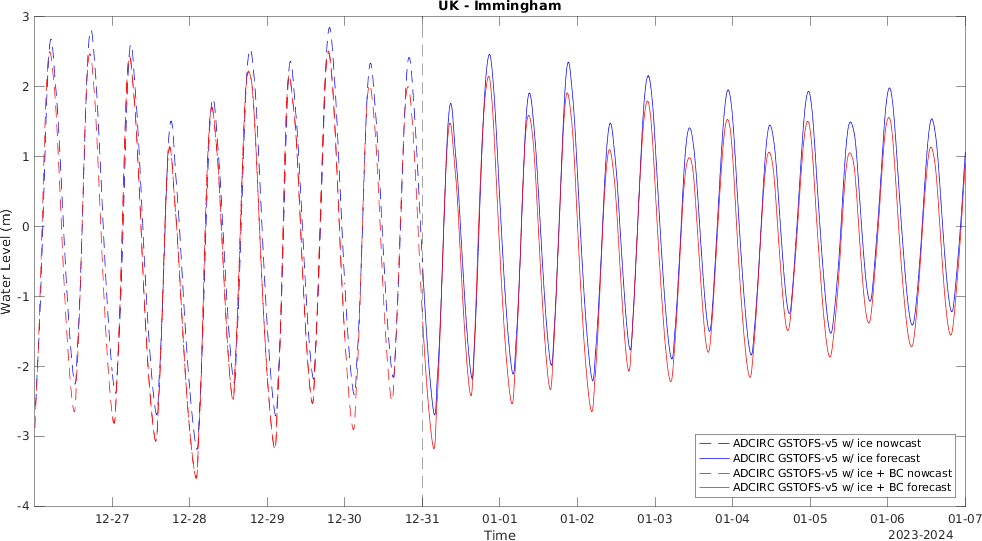 UK - Immingham
3
2
1
0
-1
-2
-3
-4
Water Level (m)
ADCIRC GSTOFS-v5 w/ ice nowcast
ADCIRC GSTOFS-v5 w/ ice forecast
ADCIRC GSTOFS-v5 w/ ice + BC nowcast
ADCIRC GSTOFS-v5 w/ ice + BC forecast
12-27 12-28 12-29 12-30 12-31 01-01 01-02 01-03 01-04 01-05 01-06 01-07
Time
2023-2024